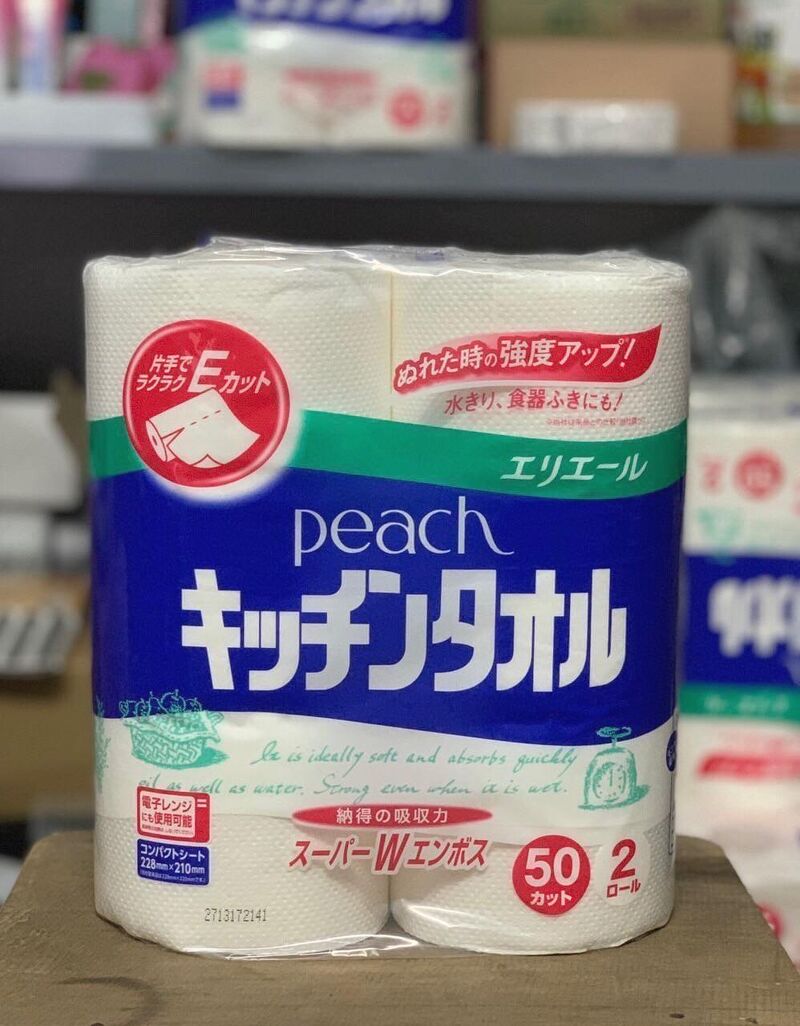 片手で
ラクラク Eカット
ぬれた時の強度アップ!
水きり、食器ふきにも!
エリエール
peach
キッチンタオル
It is ideally soft and absorbs quickly
oil as well as water. Strong even when it is wet.
電子レンジ
にも使用可能
コンパクトシート
228mm×210mm
納得の吸収力
スーパーWエンボス
50
カット
2
ロール
2713172141